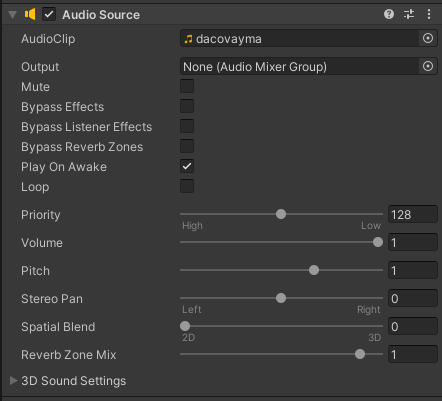 Audio Source
AudioClip dacovayma
Output None (Audio Mixer Group)
Mute
Bypass Effects
Bypass Listener Effects
Bypass Reverb Zones
Play On Awake
Loop
Priority 128
High Low
Volume 1
Pitch 1
Stereo Pan 0
Left Right
Spatial Blend 0
2D 3D
Reverb Zone Mix 1
3D Sound Settings